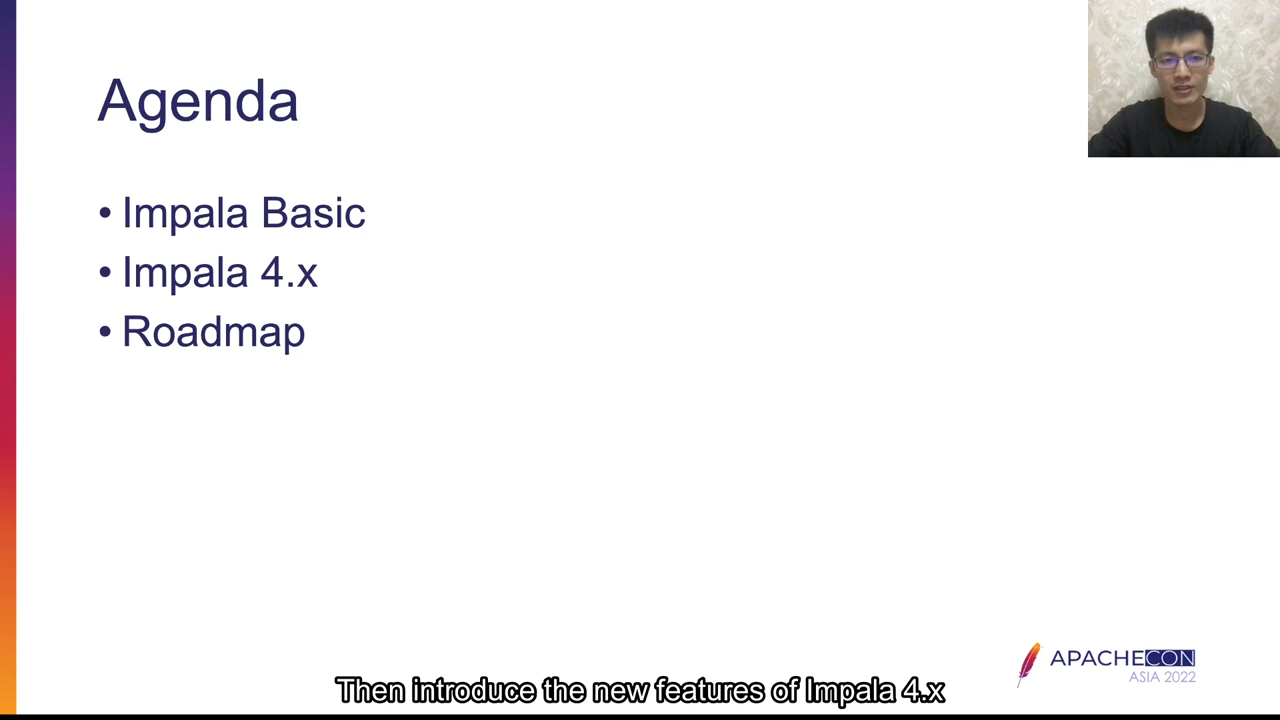 Agenda
• Impala Basic
• Impala 4.x
• Roadmap
APACHECON
ASIA 2022
Then introduce the new features of Impala 4.x